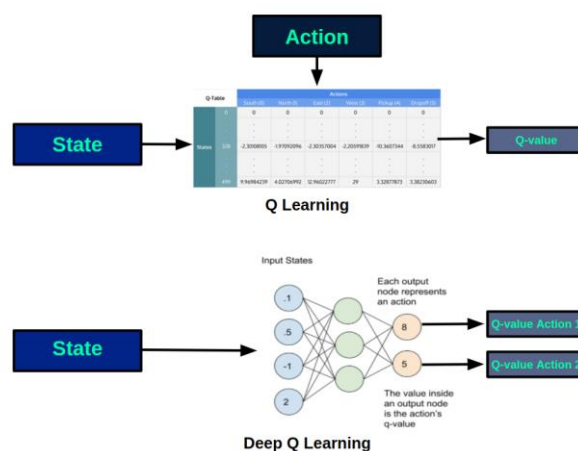 Action
Q-Table
Actions
South (0) North (1) East (2) West (3) Pickup (4) Dropoff (5)
0 0 0 0 0 0 0
State
States
-2.30108105 -1.97092096 -2.30357004 -2.20591839 -10.3607344 -8.5583017
Q-value
499 9.96984239 4.02706992 12.96022777 29 3.32877873 3.38230603
Q Learning
Input States
Each output
node represents
an action
.1
.5
-1
2
8
5
State
Q-value Action 1
Q-value Action 2
The value inside
an output node
is the action's
q-value
Deep Q Learning